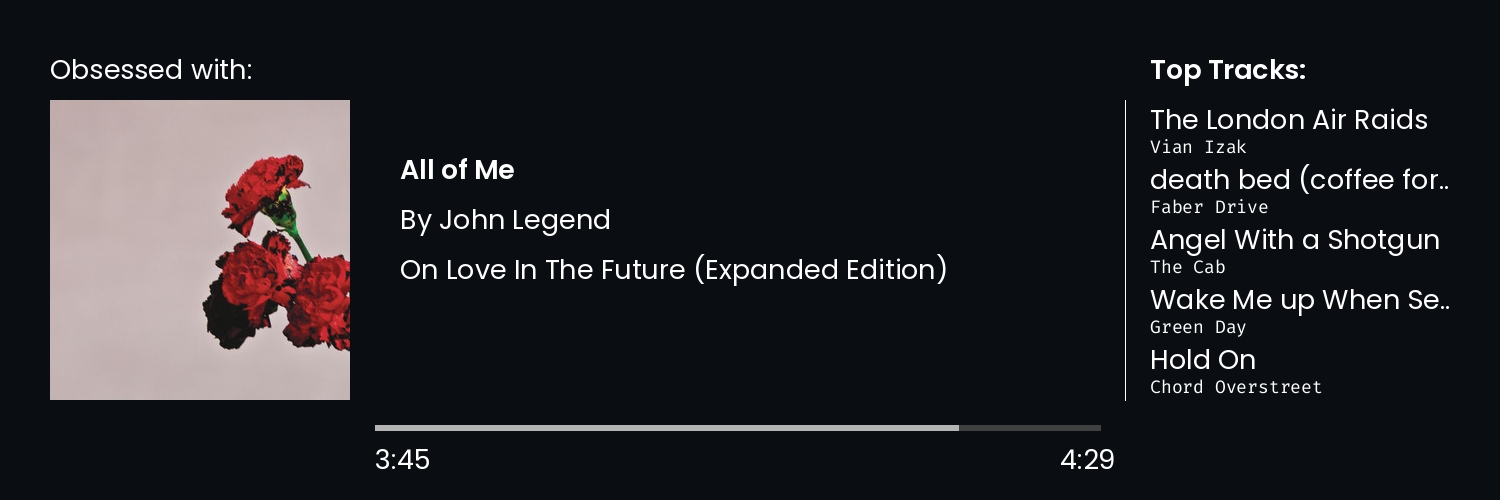 Obsessed with:
All of Me
By John Legend
On Love In The Future (Expanded Edition)
3:45
4:29
Top Tracks:
The London Air Raids
Vian Izak
death bed (coffee for..
Faber Drive
Angel With a Shotgun
The Cab
Wake Me up When Se..
Green Day
Hold On
Chord Overstreet